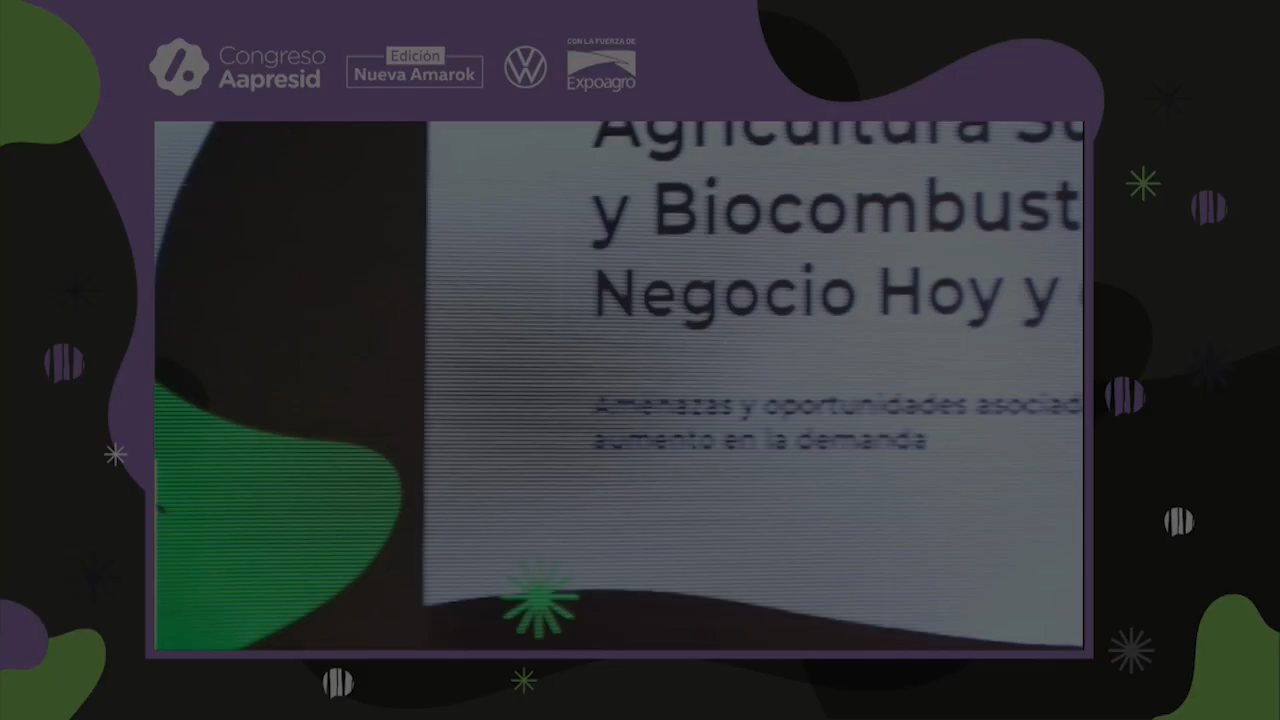 Congreso
Aapresid
Edición
Nueva Amarok
CON LA FUERZA DE
Expoagro
Agricultura Su
y Biocombust
Negocio Hoy y
Amenazas y oportunidades asociad
aumento en la demanda